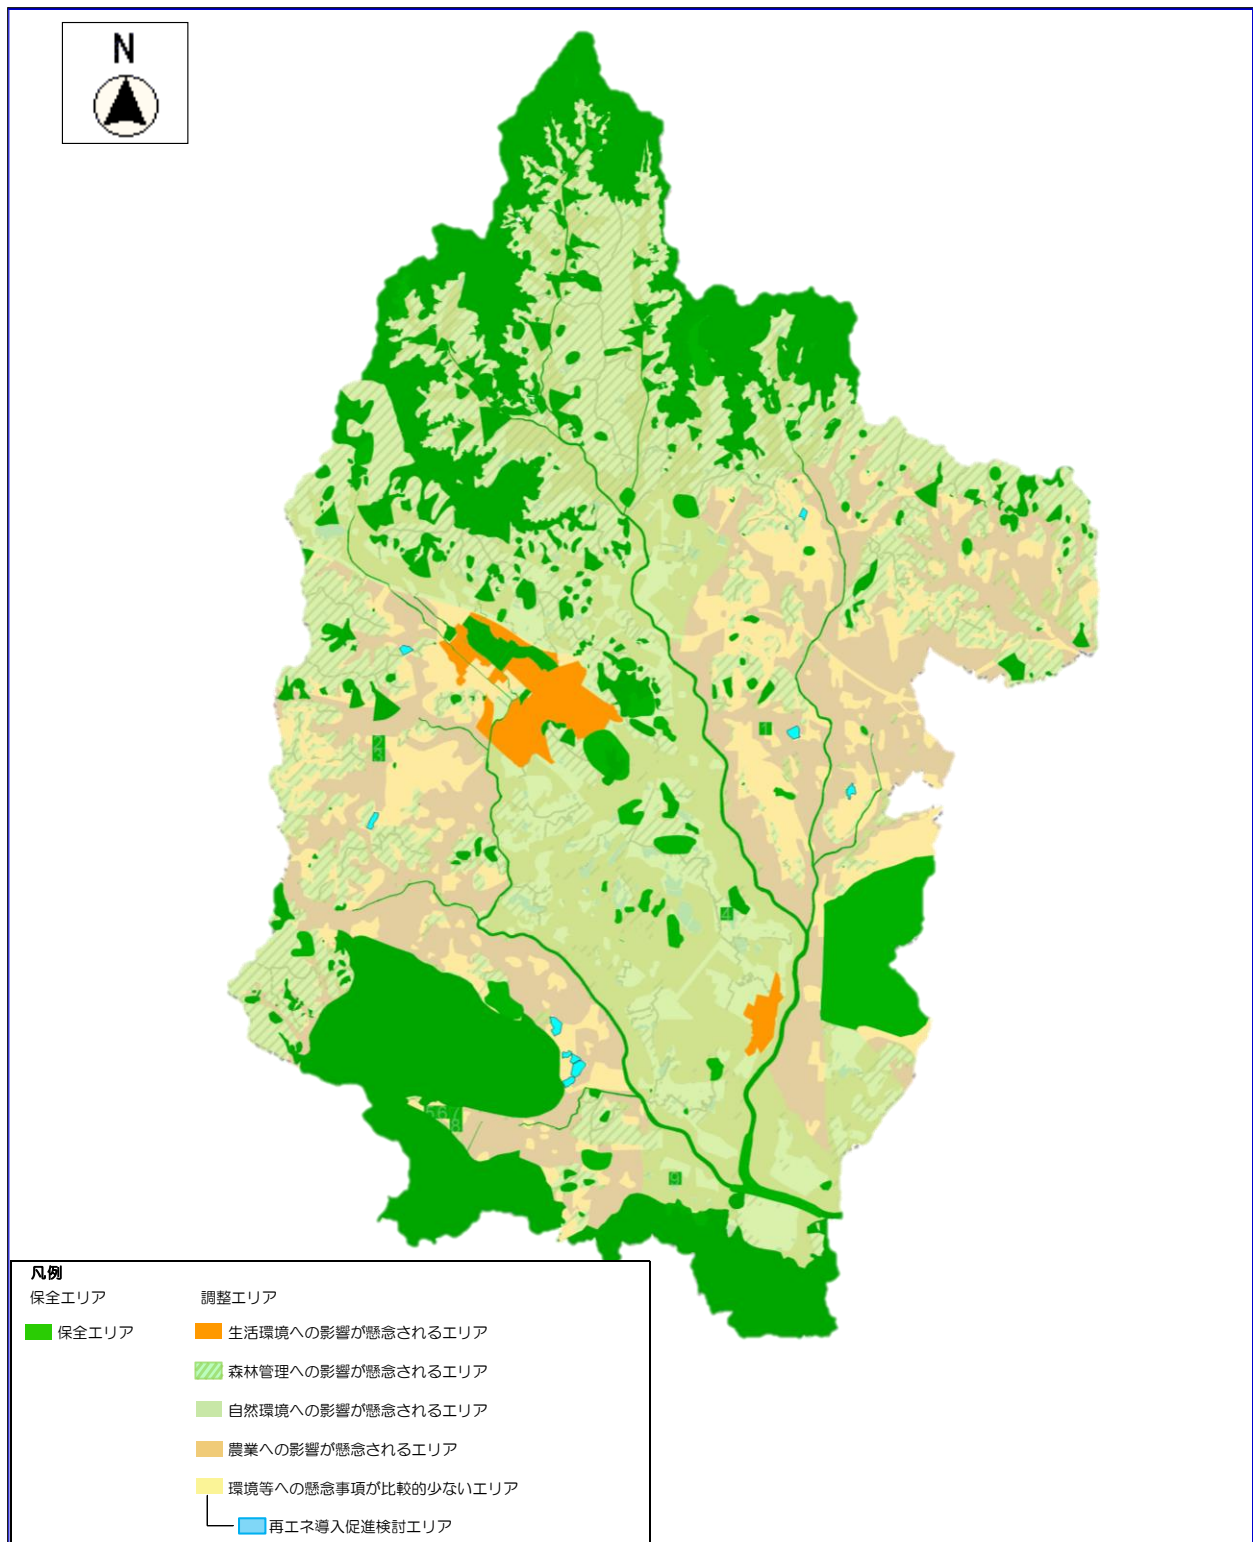 N
1
2
4
567
8
9
凡例
保全エリア 調整エリア
保全エリア
生活環境への影響が懸念されるエリア
森林管理への影響が懸念されるエリア
自然環境への影響が懸念されるエリア
農業への影響が懸念されるエリア
環境等への懸念事項が比較的少ないエリア
再エネ導入促進検討エリア